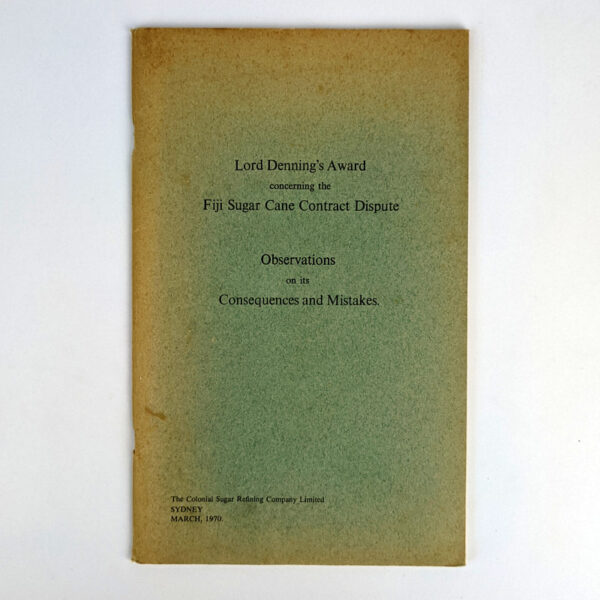 Lord Denning's Award
concerning the
Fiji Sugar Cane Contract Dispute
Observations
on its
Consequences and Mistakes.
The Colonial Sugar Refining Company Limited
SYDNEY
MARCH, 1970.